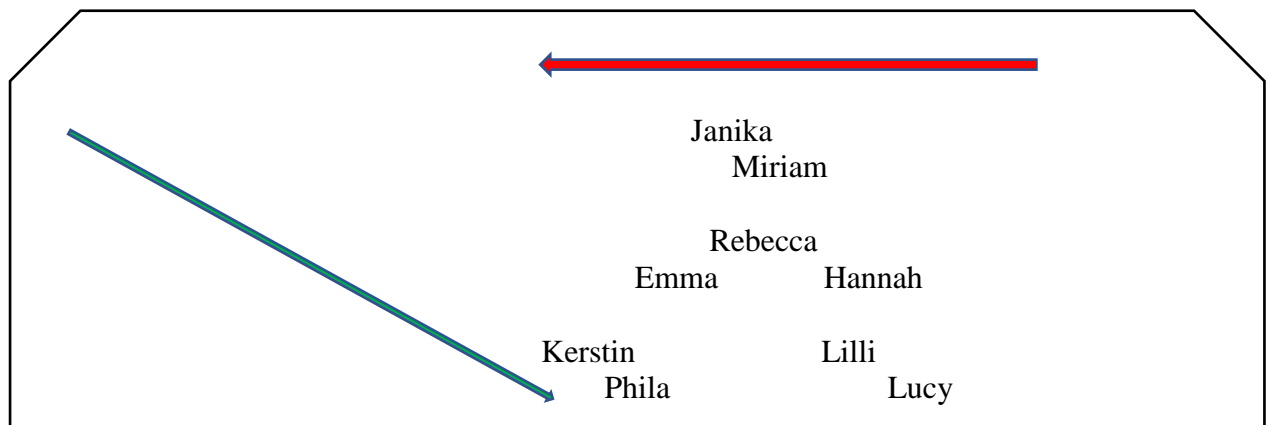 Janika
Miriam
Rebecca
Emma Hannah
Kerstin Lilli
Phila Lucy